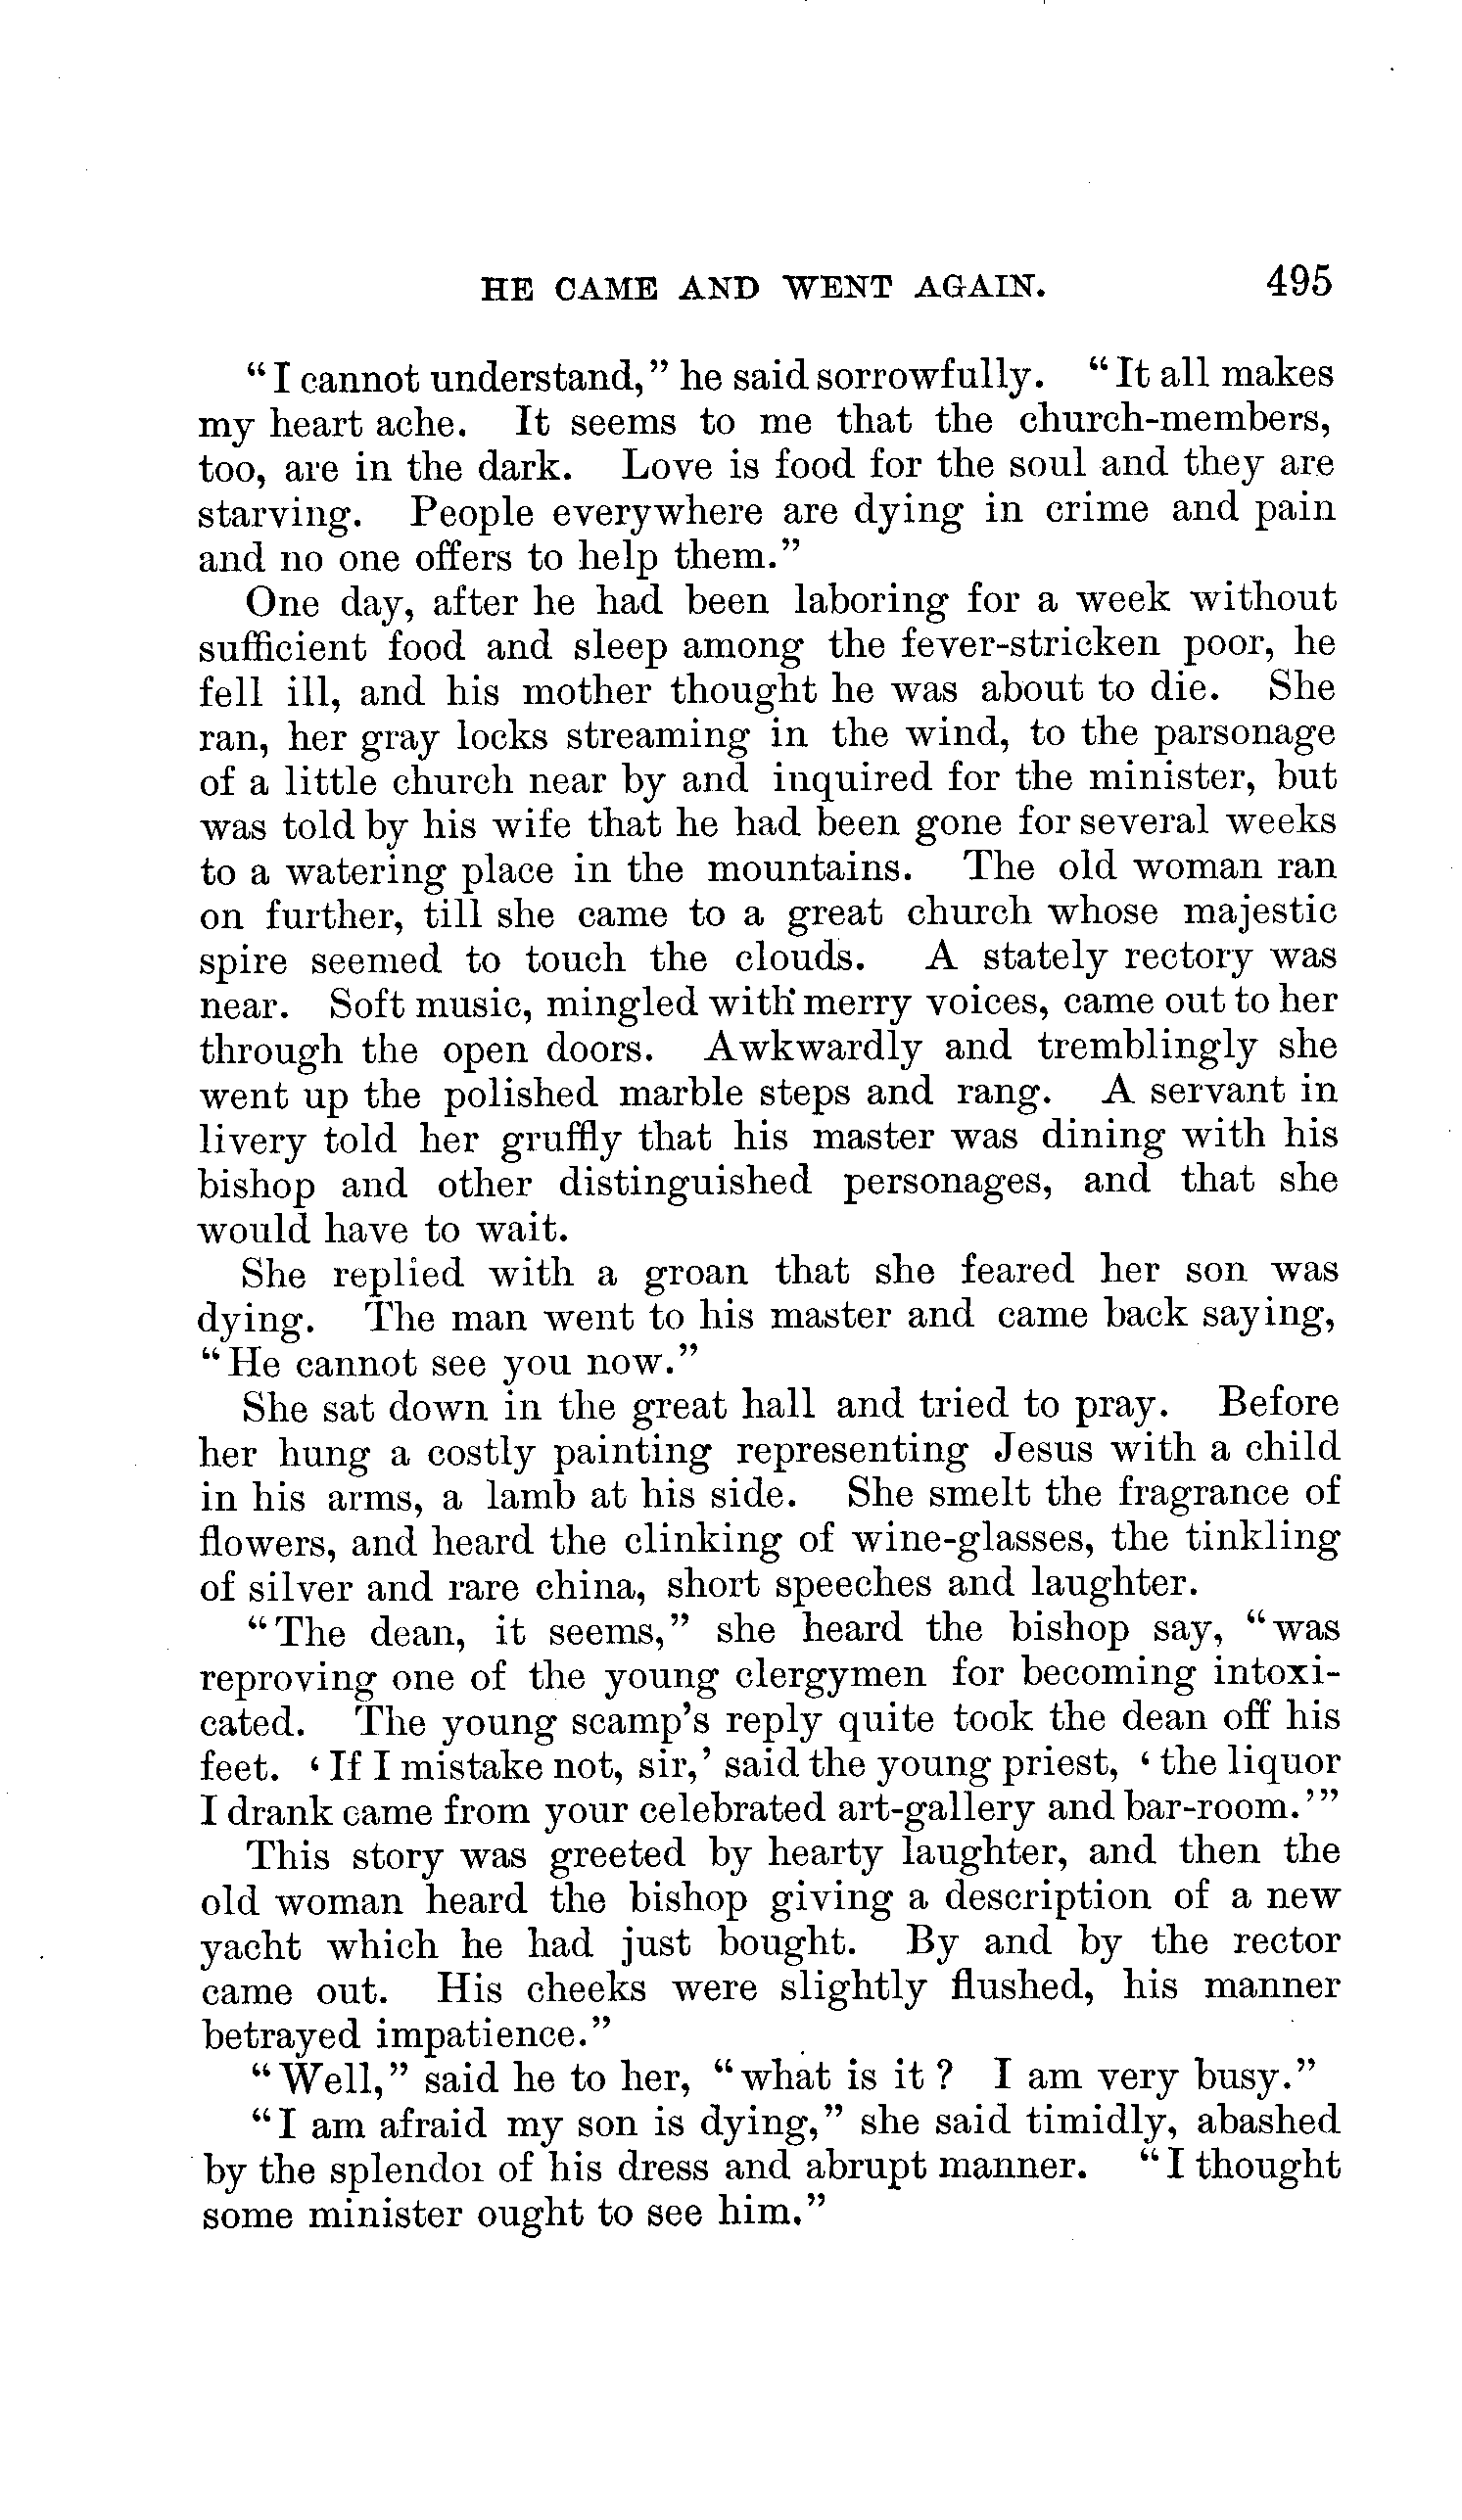 HE CAME AND WENT AGAIN. 495
“I cannot understand,” he said sorrowfully. “It all makes
my heart ache. It seems to me that the church-members,
too, are in the dark. Love is food for the soul and they are
starving. People everywhere are dying in crime and pain
and no one offers to help them.”
One day, after he had been laboring for a week without
sufficient food and sleep among the fever-stricken poor, he
fell ill, and his mother thought he was about to die. She
ran, her gray locks streaming in the wind, to the parsonage
of a little church near by and inquired for the minister, but
was told by his wife that he had been gone for several weeks
to a watering place in the mountains. The old woman ran
on further, till she came to a great church whose majestic
spire seemed to touch the clouds. A stately rectory was
near. Soft music, mingled with merry voices, came out to her
through the open doors. Awkwardly and tremblingly she
went up the polished marble steps and rang. A servant in
livery told her gruffly that his master was dining with his
bishop and other distinguished personages, and that she
would have to wait.
She replied with a groan that she feared her son was
dying. The man went to his master and came back saying,
“He cannot see you now.”
She sat down in the great hall and tried to pray. Before
her hung a costly painting representing Jesus with a child
in his arms, a lamb at his side. She smelt the fragrance of
flowers, and heard the clinking of wine-glasses, the tinkling
of silver and rare china, short speeches and laughter.
“The dean, it seems,” she heard the bishop say, “was
reproving one of the young clergymen for becoming intoxi-
cated. The young scamp’s reply quite took the dean off his
feet. ‘If I mistake not, sir,’ said the young priest, ‘the liquor
I drank came from your celebrated art-gallery and bar-room.’”
This story was greeted by hearty laughter, and then the
old woman heard the bishop giving a description of a new
yacht which he had just bought. By and by the rector
came out. His cheeks were slightly flushed, his manner
betrayed impatience.”
“Well,” said he to her, “what is it? I am very busy.”
“I am afraid my son is dying,” she said timidly, abashed
by the splendor of his dress and abrupt manner. “I thought
some minister ought to see him.”